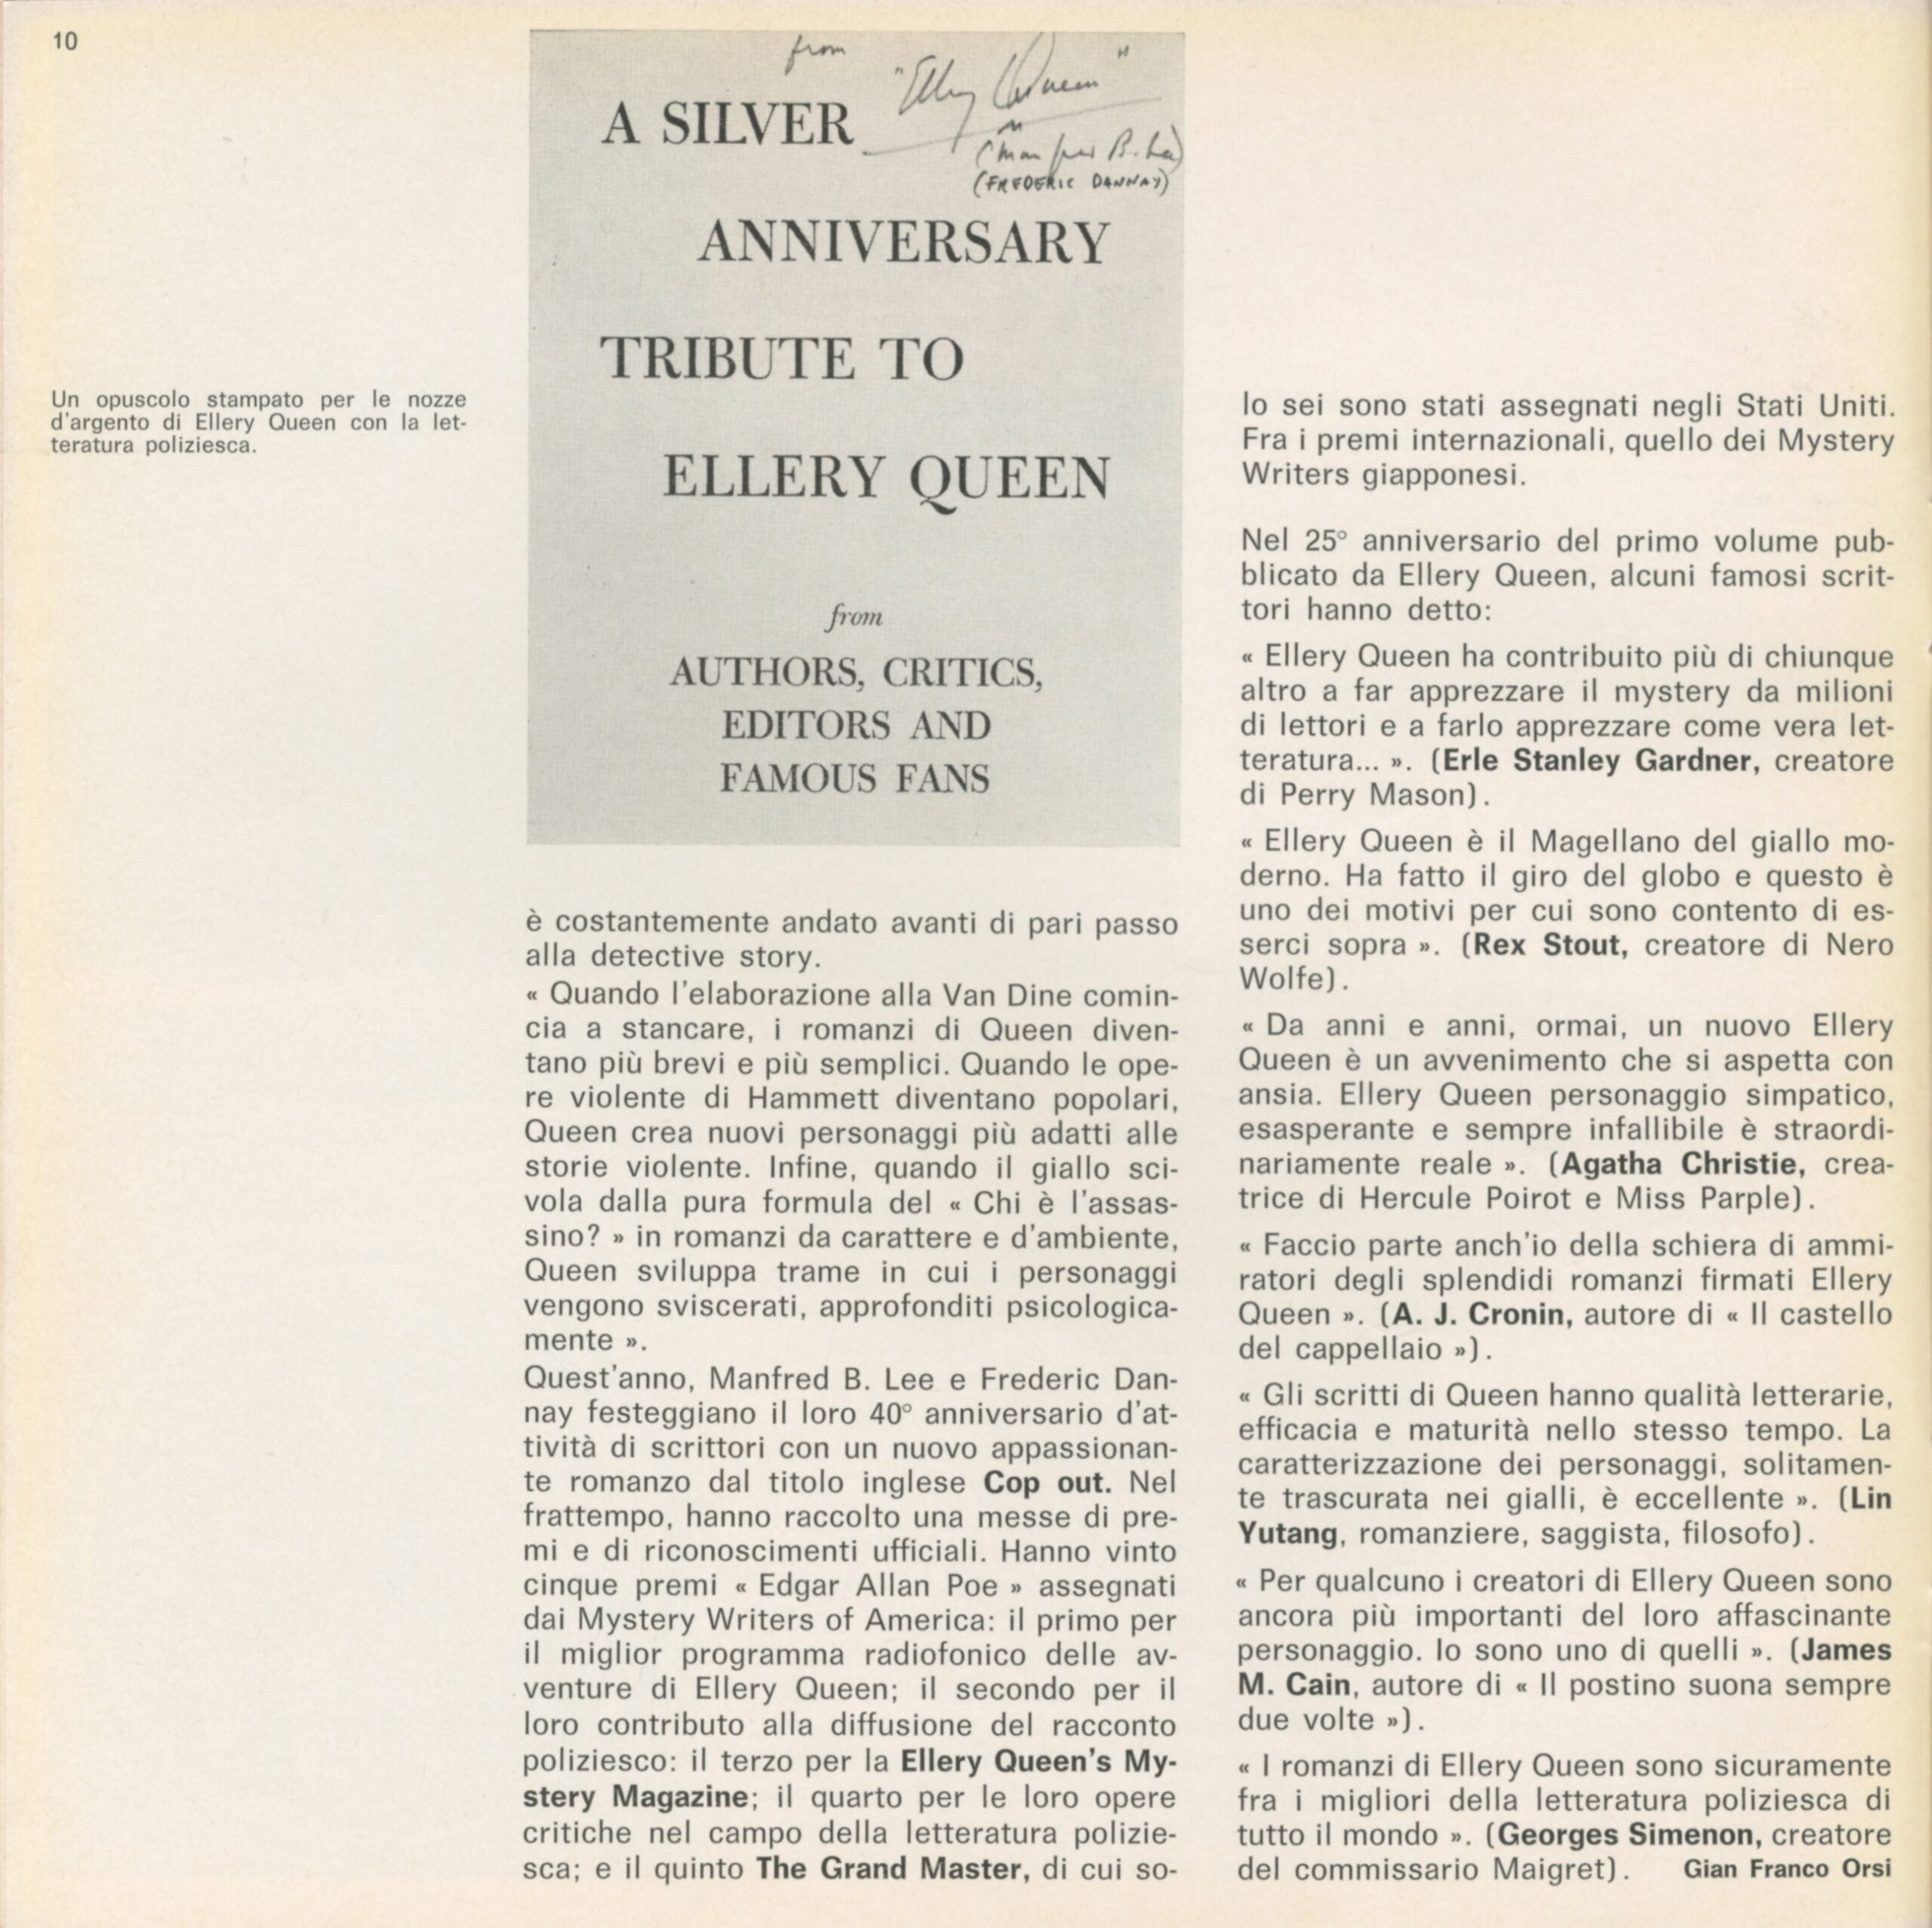 10
from
"Ellery Queen"
A SILVER
(FREDERIC DANNAY)
ANNIVERSARY
TRIBUTE TO
ELLERY QUEEN
from
AUTHORS, CRITICS,
EDITORS AND
FAMOUS FANS
Un opuscolo stampato per le nozze
d'argento di Ellery Queen con la let-
teratura poliziesca.
è costantemente andato avanti di pari passo
alla detective story.
« Quando l'elaborazione alla Van Dine comin-
cia a stancare, i romanzi di Queen diven-
tano più brevi e più semplici. Quando le ope-
re violente di Hammett diventano popolari,
Queen crea nuovi personaggi più adatti alle
storie violente. Infine, quando il giallo sci-
vola dalla pura formula del « Chi è l'assas-
sino? » in romanzi da carattere e d'ambiente,
Queen sviluppa trame in cui i personaggi
vengono sviscerati, approfonditi psicologica-
mente ».
Quest'anno, Manfred B. Lee e Frederic Dan-
nay festeggiano il loro 40° anniversario d'at-
tività di scrittori con un nuovo appassionan-
te romanzo dal titolo inglese Cop out. Nel
frattempo, hanno raccolto una messe di pre-
mi e di riconoscimenti ufficiali. Hanno vinto
cinque premi « Edgar Allan Poe » assegnati
dai Mystery Writers of America: il primo per
il miglior programma radiofonico delle av-
venture di Ellery Queen; il secondo per il
loro contributo alla diffusione del racconto
poliziesco: il terzo per la Ellery Queen's My-
stery Magazine; il quarto per le loro opere
critiche nel campo della letteratura polizie-
sca; e il quinto The Grand Master, di cui so-
lo sei sono stati assegnati negli Stati Uniti.
Fra i premi internazionali, quello dei Mystery
Writers giapponesi.
Nel 25° anniversario del primo volume pub-
blicato da Ellery Queen, alcuni famosi scrit-
tori hanno detto:
« Ellery Queen ha contribuito più di chiunque
altro a far apprezzare il mystery da milioni
di lettori e a farlo apprezzare come vera let-
teratura... ». (Erle Stanley Gardner, creatore
di Perry Mason).
« Ellery Queen è il Magellano del giallo mo-
derno. Ha fatto il giro del globo e questo è
uno dei motivi per cui sono contento di es-
serci sopra ». (Rex Stout, creatore di Nero
Wolfe).
« Da anni e anni, ormai, un nuovo Ellery
Queen è un avvenimento che si aspetta con
ansia. Ellery Queen personaggio simpatico,
esasperante e sempre infallibile è straordi-
nariamente reale ». (Agatha Christie, crea-
trice di Hercule Poirot e Miss Parple).
« Faccio parte anch'io della schiera di ammi-
ratori degli splendidi romanzi firmati Ellery
Queen ». (A. J. Cronin, autore di « Il castello
del cappellaio »).
« Gli scritti di Queen hanno qualità letterarie,
efficacia e maturità nello stesso tempo. La
caratterizzazione dei personaggi, solitamen-
te trascurata nei gialli, è eccellente ». (Lin
Yutang, romanziere, saggista, filosofo).
« Per qualcuno i creatori di Ellery Queen sono
ancora più importanti del loro affascinante
personaggio. Io sono uno di quelli ». (James
M. Cain, autore di « Il postino suona sempre
due volte »).
« I romanzi di Ellery Queen sono sicuramente
fra i migliori della letteratura poliziesca di
tutto il mondo ». (Georges Simenon, creatore
del commissario Maigret). Gian Franco Orsi